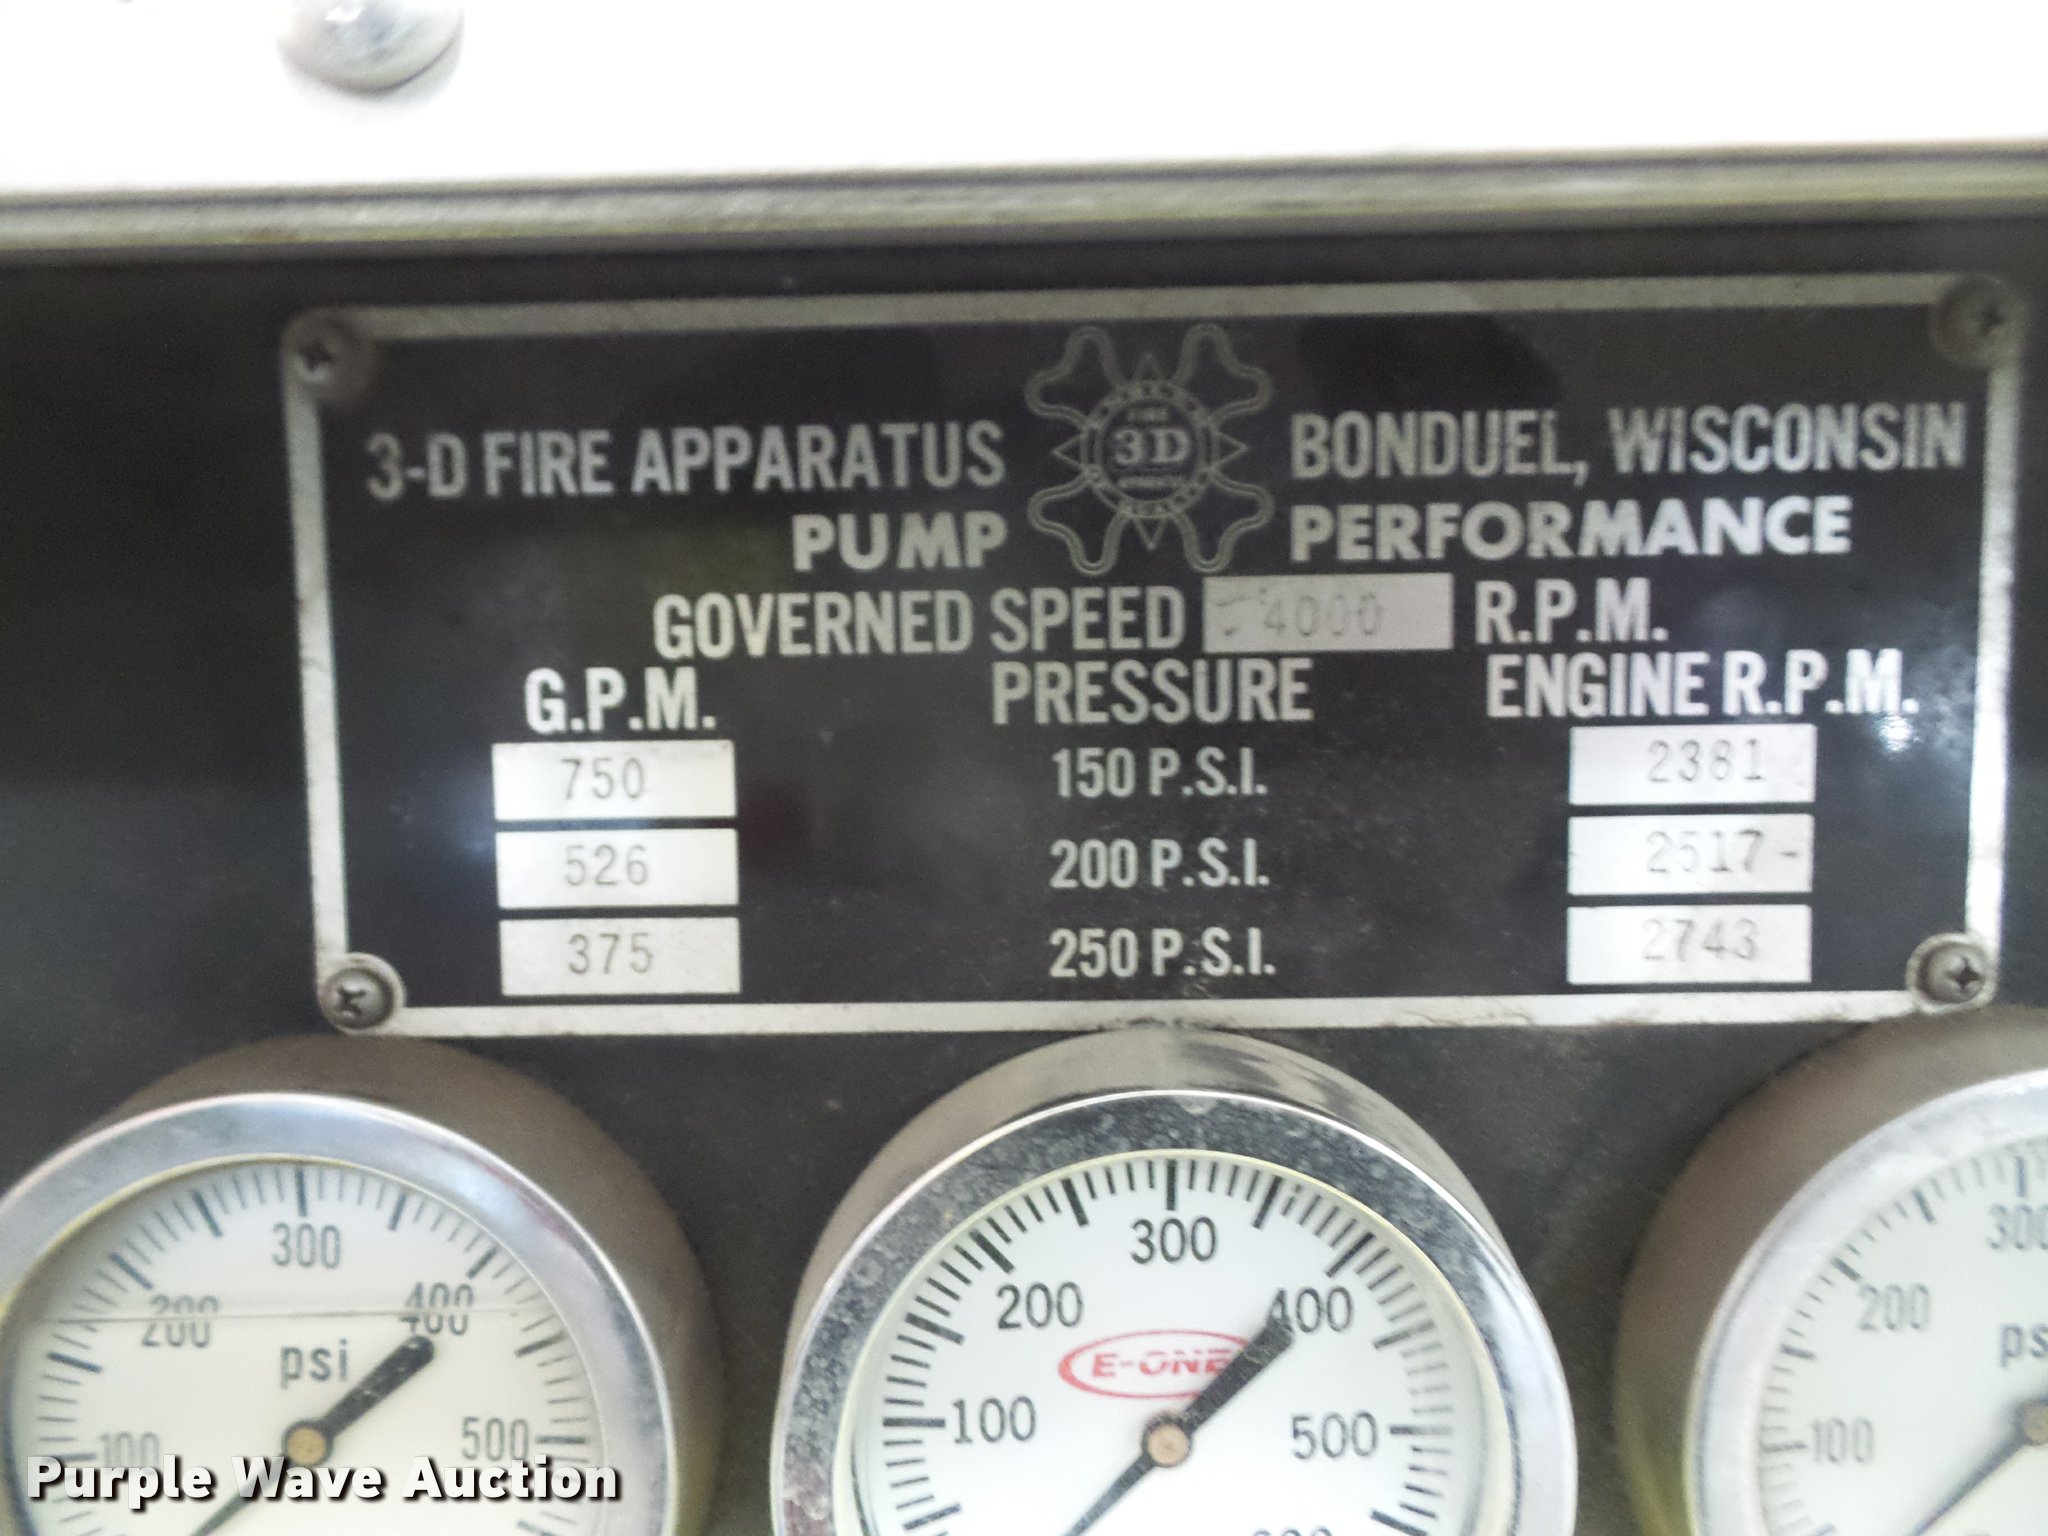 3-D FIRE APPARATUS 3-D BONDUEL, WISCONSIN
PUMP PERFORMANCE
GOVERNED SPEED 4000 R.P.M.
G.P.M. PRESSURE ENGINE R.P.M.
750 150 P.S.I. 2381
526 200 P.S.I. 2517-
375 250 P.S.I. 2743
100 200 300 400 500
psi
100 200 300 400 500
E-ONE
100 200 300
Purple Wave Auction